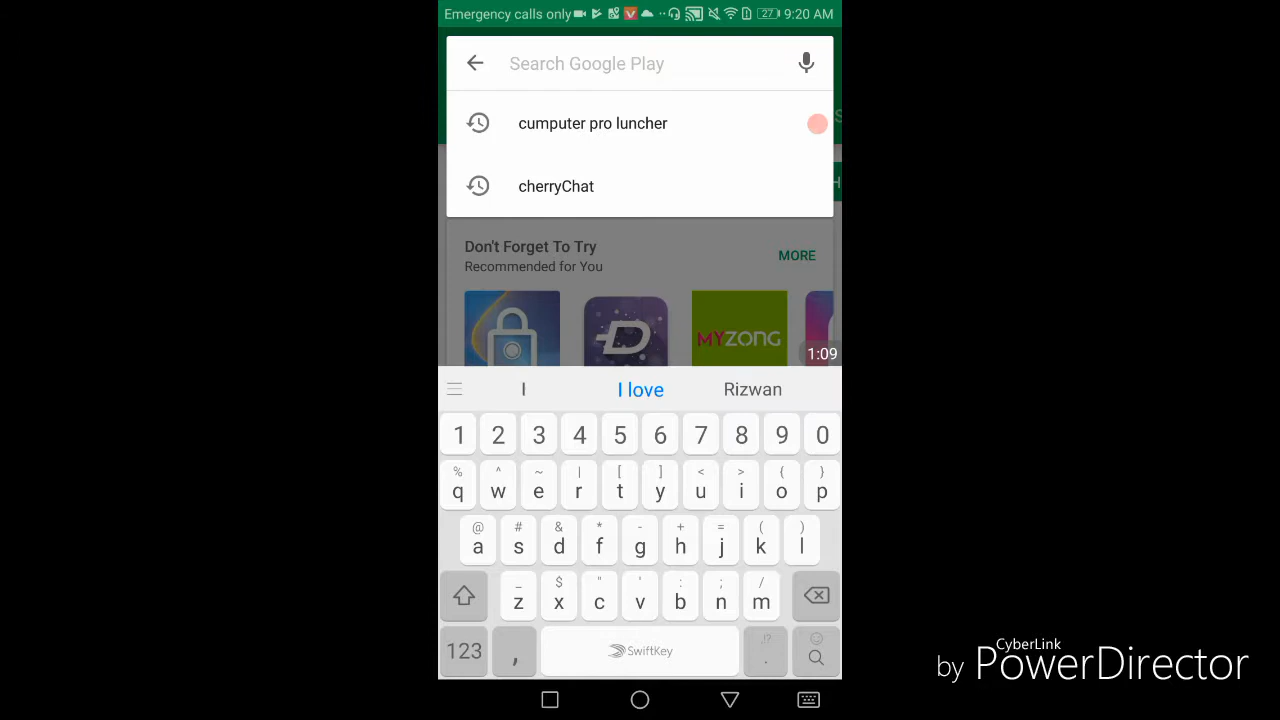 Emergency calls only 27 9:20 AM
Search Google Play
cumputer pro luncher
cherryChat
Don't Forget To Try
Recommended for You
MORE
MYZONG
1:09
I I love Rizwan
1 2 3 4 5 6 7 8 9 0
% ^ ~ | [ ] < > { }
q w e r t y u i o p
@ # & * - + = ( )
a s d f g h j k l
_ $ " ' : ; /
z x c v b n m
123 , SwiftKey .!? .
CyberLink
by PowerDirector